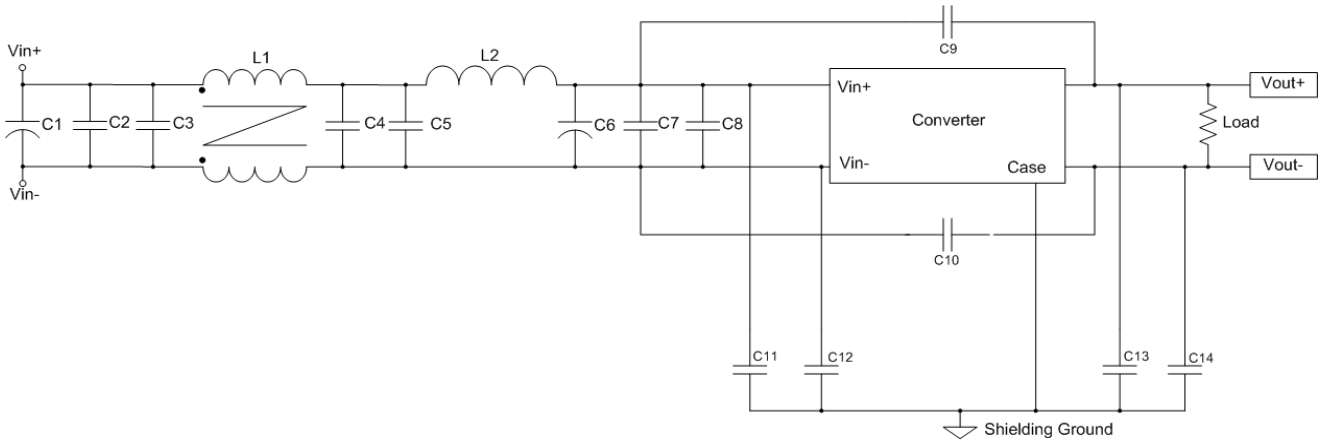 C9
Vin+
L1
L2
Vin+
Vout+
C1
C2
C3
C4
C5
C6
C7
C8
Converter
Load
Vin-
Case
Vout-
Vin-
C10
C11
C12
C13
C14
Shielding Ground